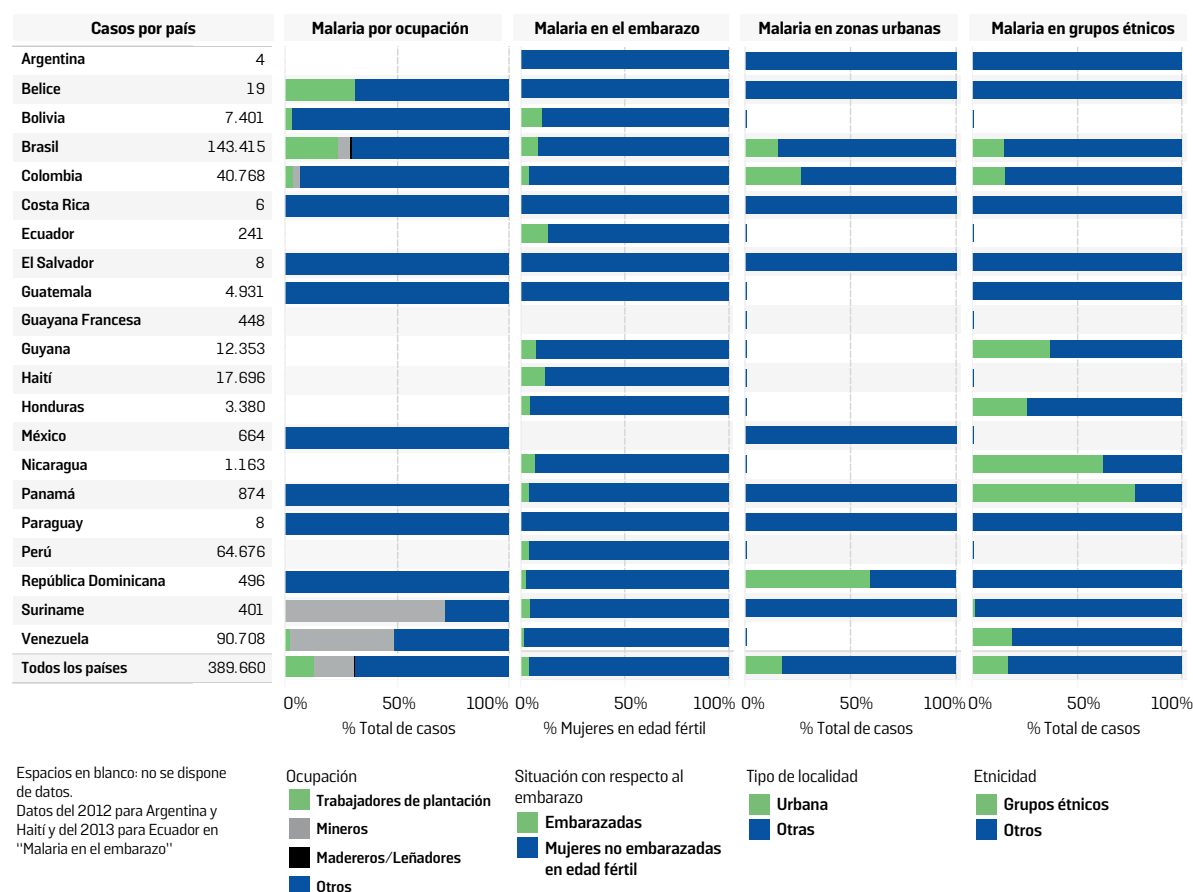 Casos por país
Malaria por ocupación
Malaria en el embarazo
Malaria en zonas urbanas
Malaria en grupos étnicos
Argentina 4
Belice 19
Bolivia 7.401
Brasil 143.415
Colombia 40.768
Costa Rica 6
Ecuador 241
El Salvador 8
Guatemala 4.931
Guayana Francesa 448
Guyana 12.353
Haití 17.696
Honduras 3.380
México 664
Nicaragua 1.163
Panamá 874
Paraguay 8
Perú 64.676
República Dominicana 496
Suriname 401
Venezuela 90.708
Todos los países 389.660
0% 50% 100%
% Total de casos
0% 50% 100%
% Mujeres en edad fértil
0% 50% 100%
% Total de casos
0% 50% 100%
% Total de casos
Espacios en blanco: no se dispone
de datos.
Datos del 2012 para Argentina y
Haití y del 2013 para Ecuador en
"Malaria en el embarazo"
Ocupación
Trabajadores de plantación
Mineros
Madereros/Leñadores
Otros
Situación con respecto al
embarazo
Embarazadas
Mujeres no embarazadas
en edad fértil
Tipo de localidad
Urbana
Otras
Etnicidad
Grupos étnicos
Otros